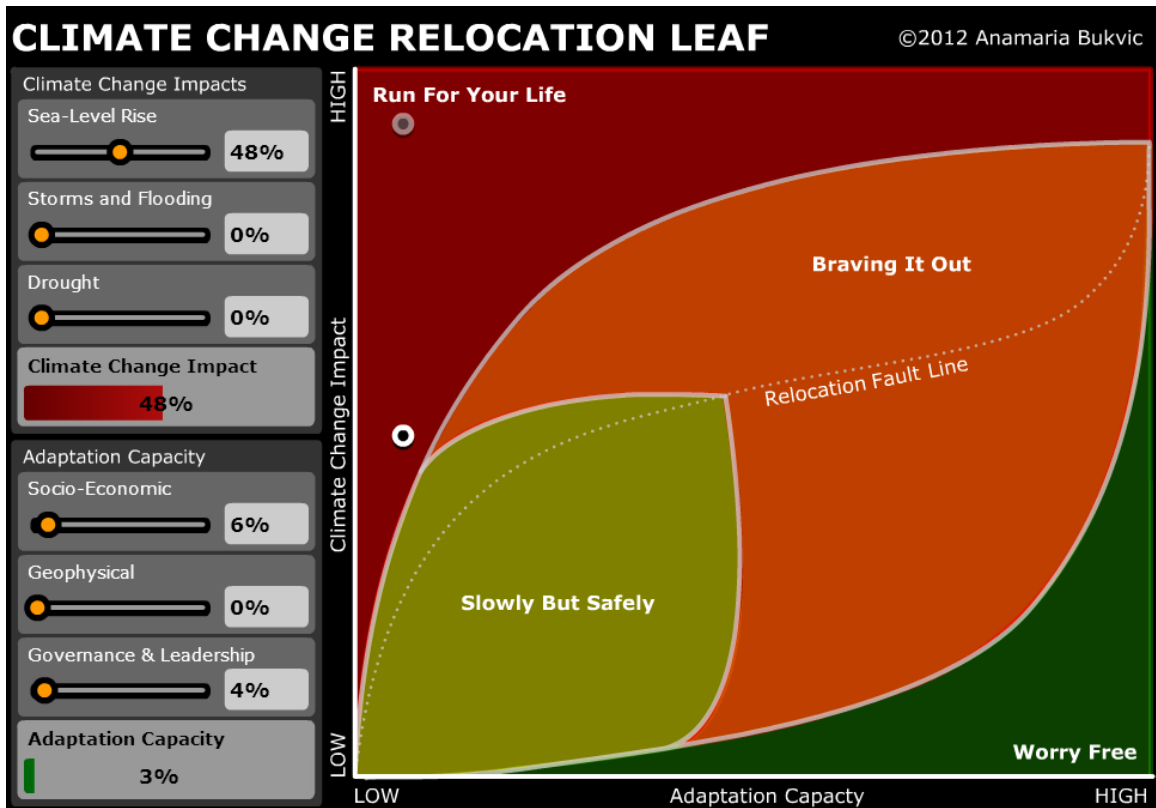 CLIMATE CHANGE RELOCATION LEAF
©2012 Anamaria Bukvic
Climate Change Impacts
Sea-Level Rise
48%
Storms and Flooding
0%
Drought
0%
Climate Change Impact
48%
Adaptation Capacity
Socio-Economic
6%
Geophysical
0%
Governance & Leadership
4%
Adaptation Capacity
3%
HIGH
Climate Change Impact
LOW
Run For Your Life
Braving It Out
Relocation Fault Line
Slowly But Safely
Worry Free
LOW
Adaptation Capacity
HIGH